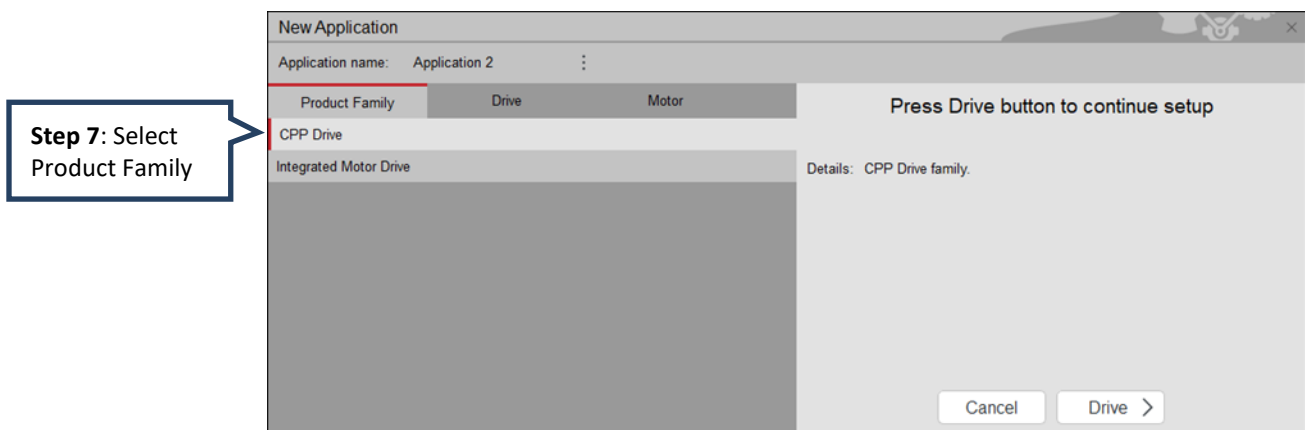 New Application
Application name: Application 2
Product Family Drive Motor
Press Drive button to continue setup
Step 7: Select
Product Family
CPP Drive
Integrated Motor Drive
Details: CPP Drive family.
Cancel Drive